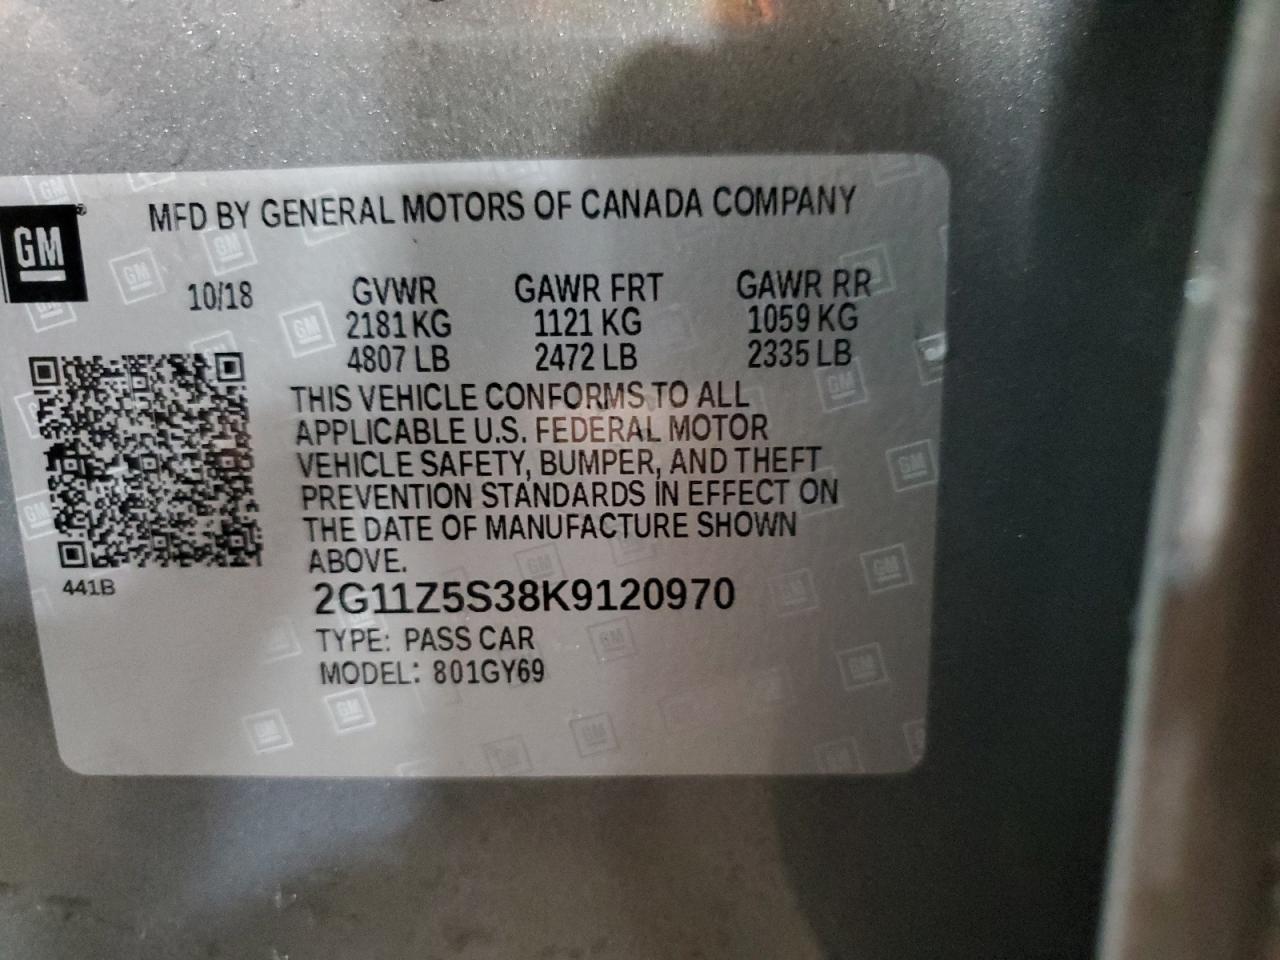 MFD BY GENERAL MOTORS OF CANADA COMPANY
GM
10/18 GVWR GAWR FRT GAWR RR
2181 KG 1121 KG 1059 KG
4807 LB 2472 LB 2335 LB
THIS VEHICLE CONFORMS TO ALL
APPLICABLE U.S. FEDERAL MOTOR
VEHICLE SAFETY, BUMPER, AND THEFT
PREVENTION STANDARDS IN EFFECT ON
THE DATE OF MANUFACTURE SHOWN
ABOVE.
441B
2G11Z5S38K9120970
TYPE: PASS CAR
MODEL: 801GY69